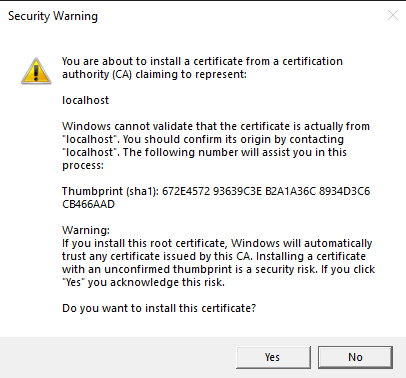 Security Warning
You are about to install a certificate from a certification
authority (CA) claiming to represent:
localhost
Windows cannot validate that the certificate is actually from
"localhost". You should confirm its origin by contacting
"localhost". The following number will assist you in this
process:
Thumbprint (sha1): 672E4572 93639C3E B2A1A36C 8934D3C6
CB466AAD
Warning:
If you install this root certificate, Windows will automatically
trust any certificate issued by this CA. Installing a certificate
with an unconfirmed thumbprint is a security risk. If you click
"Yes" you acknowledge this risk.
Do you want to install this certificate?
Yes
No